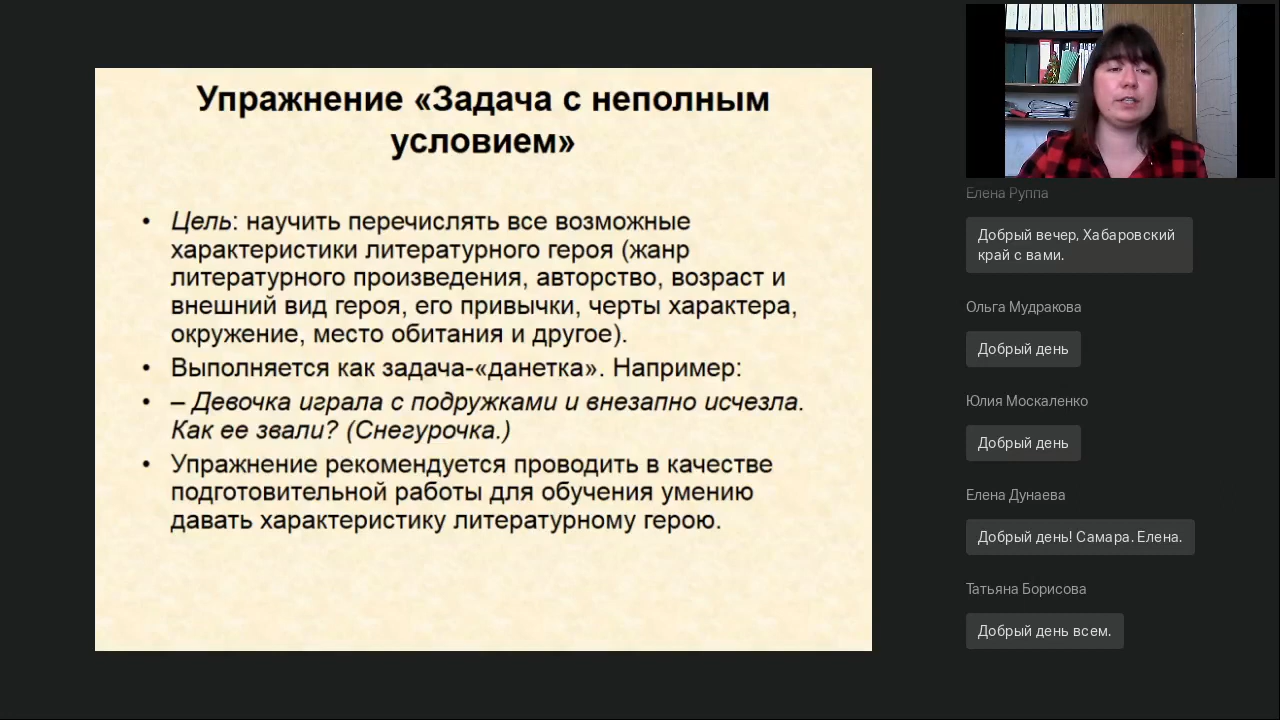 Упражнение «Задача с неполным
условием»
• Цель: научить перечислять все возможные
характеристики литературного героя (жанр
литературного произведения, авторство, возраст и
внешний вид героя, его привычки, черты характера,
окружение, место обитания и другое).
• Выполняется как задача-«данетка». Например:
• – Девочка играла с подружками и внезапно исчезла.
Как ее звали? (Снегурочка.)
• Упражнение рекомендуется проводить в качестве
подготовительной работы для обучения умению
давать характеристику литературному герою.
Елена Руппа
Добрый вечер, Хабаровский
край с вами.
Ольга Мудракова
Добрый день
Юлия Москаленко
Добрый день
Елена Дунаева
Добрый день! Самара. Елена.
Татьяна Борисова
Добрый день всем.